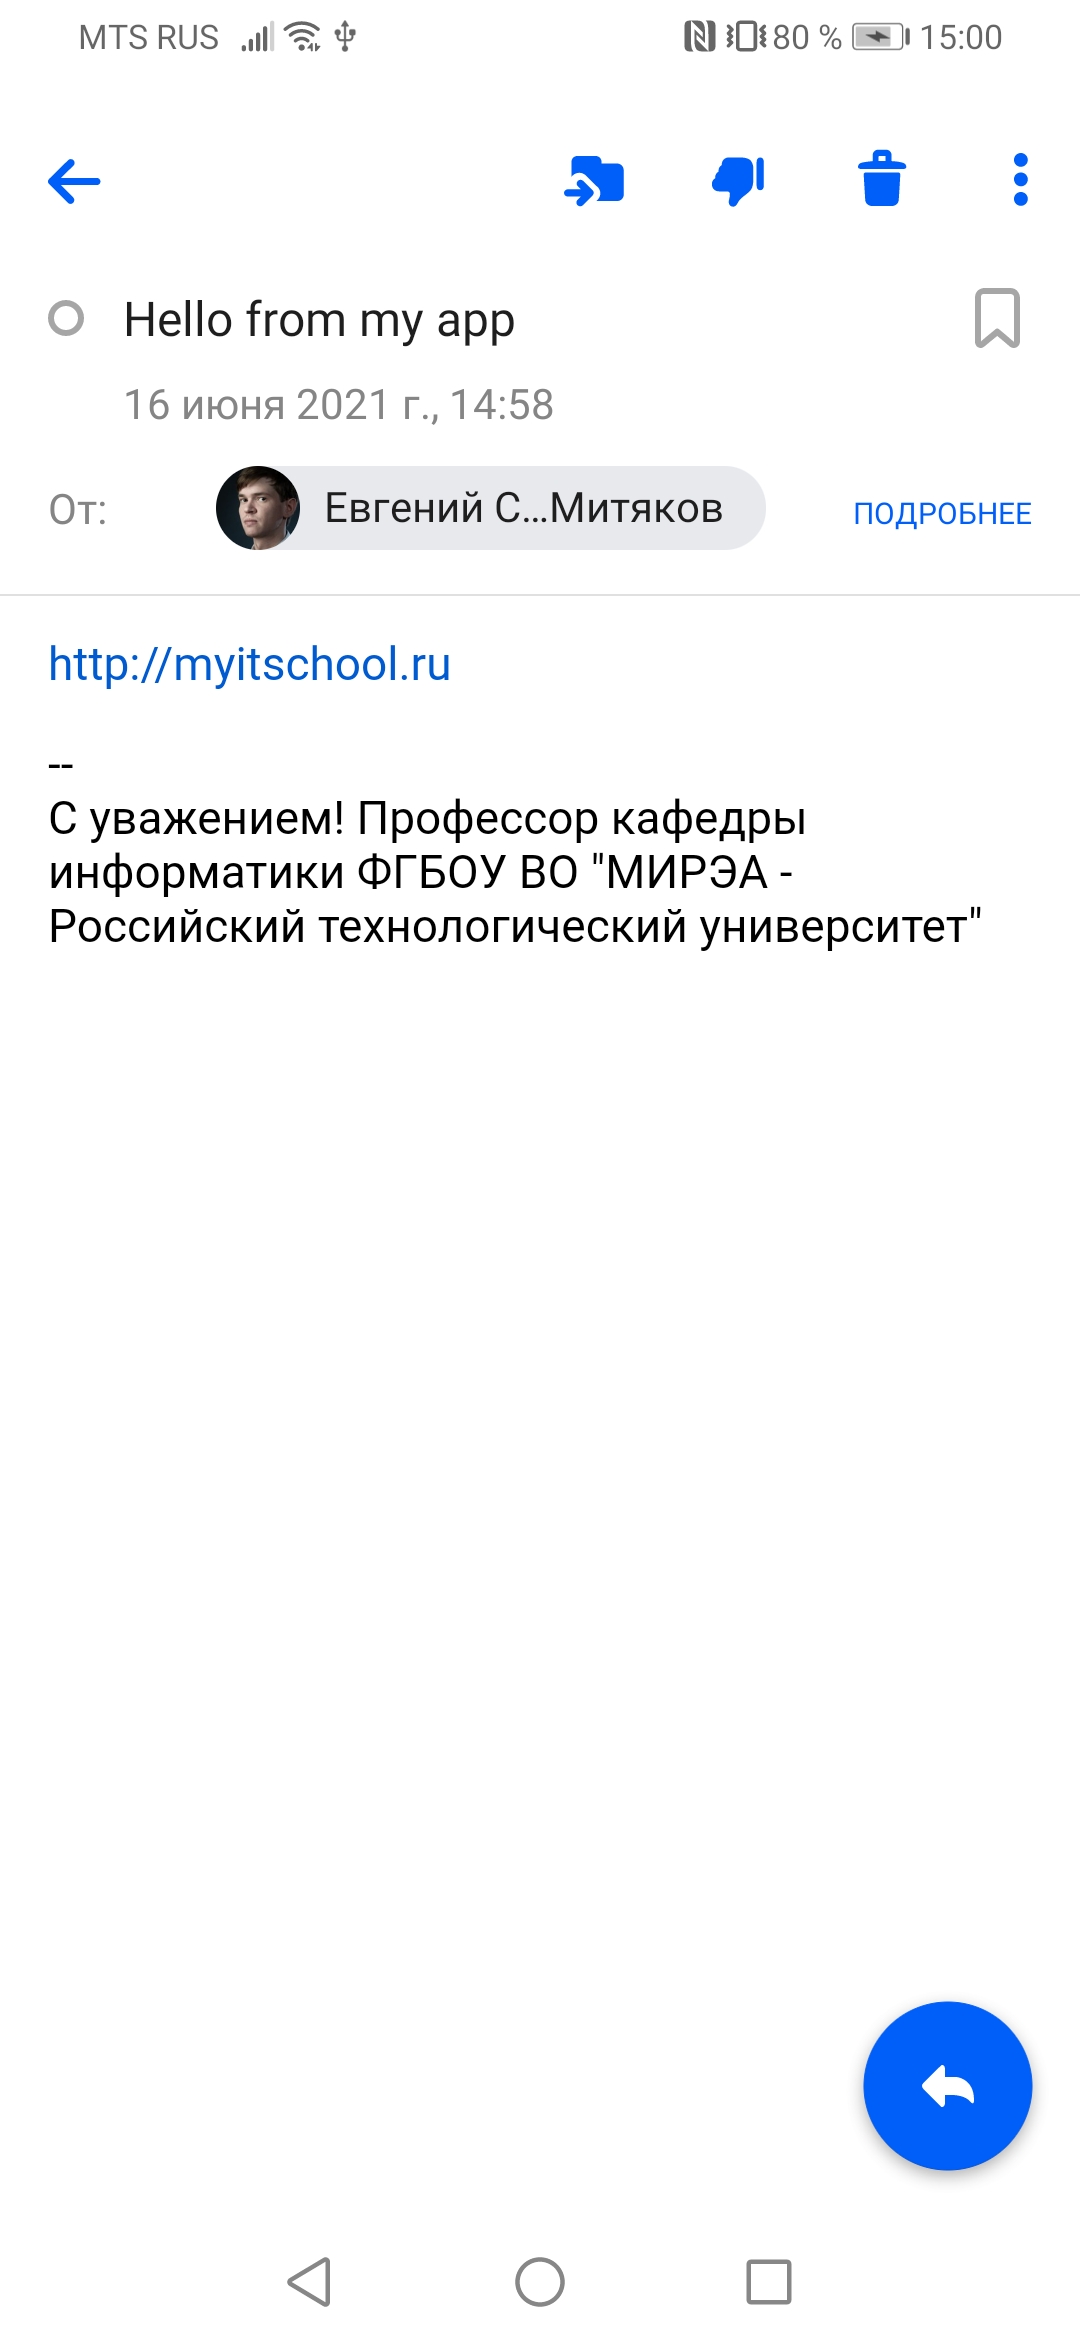 MTS RUS 80 % 15:00
Hello from my app
16 июня 2021 г., 14:58
От: Евгений С...Митяков ПОДРОБНЕЕ
http://myitschool.ru
--
С уважением! Профессор кафедры
информатики ФГБОУ ВО "МИРЭА -
Российский технологический университет"